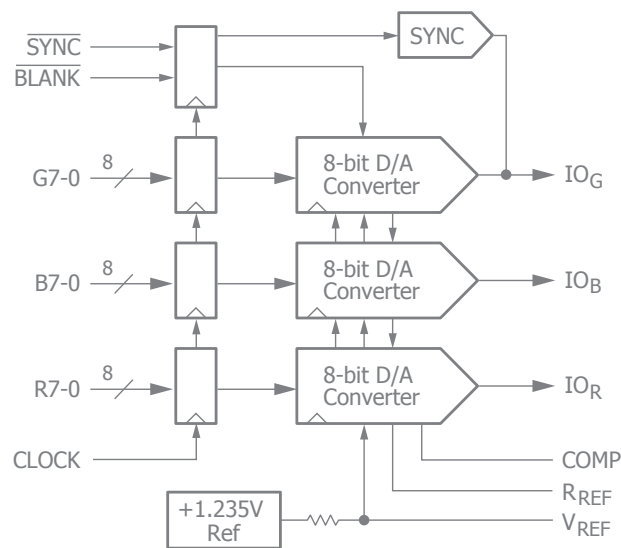 SYNC
SYNC
BLANK
G7-0
8
8-bit D/A
Converter
IOG
B7-0
8
8-bit D/A
Converter
IOB
R7-0
8
8-bit D/A
Converter
IOR
CLOCK
COMP
RREF
+1.235V
Ref
VREF